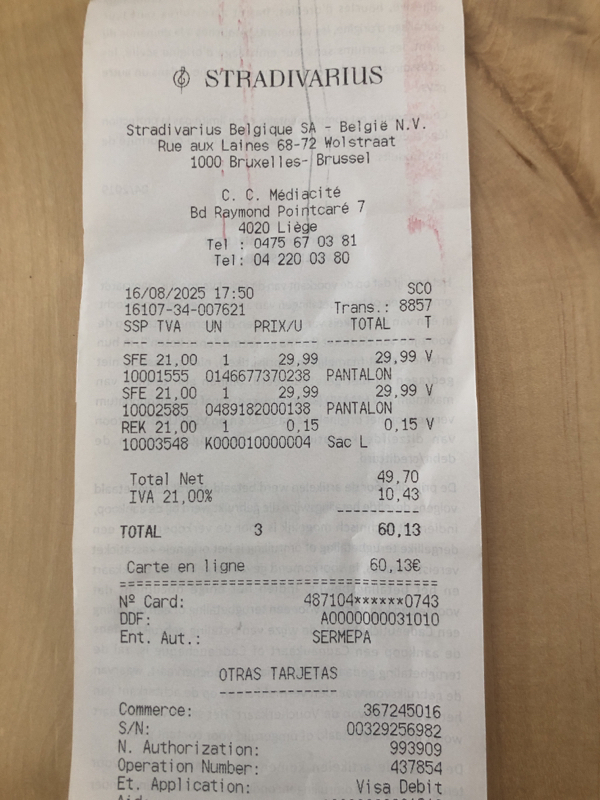 STRADIVARIUS
Stradivarius Belgique SA - België N.V.
Rue aux Laines 68-72 Wolstraat
1000 Bruxelles- Brussel
C. C. Médiacité
Bd Raymond Pointcaré 7
4020 Liège
Tel : 0475 67 03 81
Tel: 04 220 03 80
16/08/2025 17:50 SCO
16107-34-007621 Trans.: 8857
SSP TVA UN PRIX/U TOTAL T
--- --- --- ---------- ----------- -
SFE 21,00 1 29,99 29,99 V
10001555 0146677370238 PANTALON
SFE 21,00 1 29,99 29,99 V
10002585 0489182000138 PANTALON
REK 21,00 1 0,15 0,15 V
10003548 K000010000004 Sac L
Total Net 49,70
IVA 21,00% 10,43
----------
TOTAL 3 60,13
Carte en ligne 60,13€
======================================
Nº Card: 487104******0743
DDF: A0000000031010
Ent. Aut.: SERMEPA
OTRAS TARJETAS
--------------
Commerce: 367245016
S/N: 00329256982
N. Authorization: 993909
Operation Number: 437854
Et. Application: Visa Debit